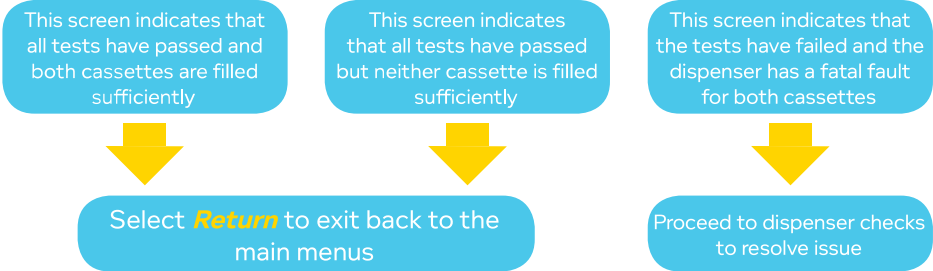 This screen indicates that
all tests have passed and
both cassettes are filled
sufficiently
This screen indicates
that all tests have passed
but neither cassette is filled
sufficiently
This screen indicates that
the tests have failed and the
dispenser has a fatal fault
for both cassettes
Select Return to exit back to the
main menus
Proceed to dispenser checks
to resolve issue